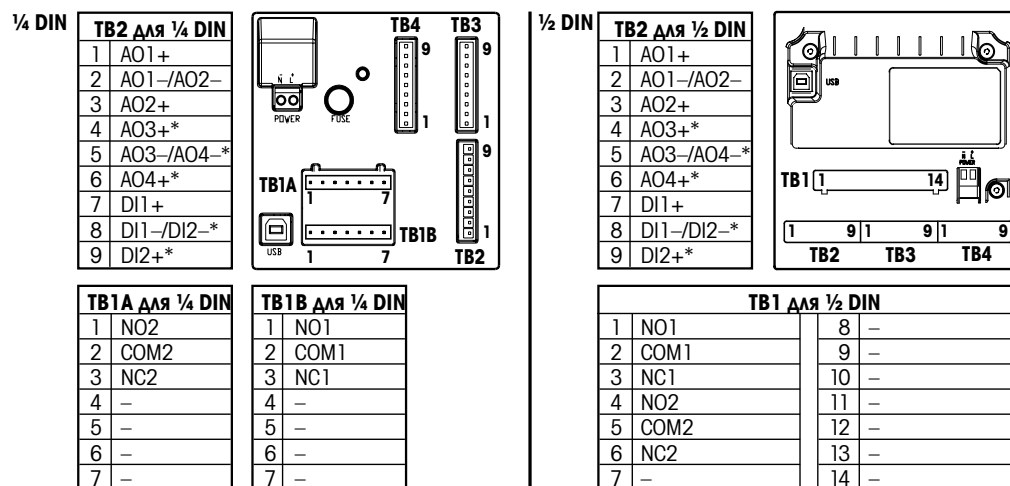 ¼ DIN
TB2 для ¼ DIN
1 AO1+
2 AO1–/AO2–
3 AO2+
4 AO3+*
5 AO3–/AO4–*
6 AO4+*
7 DI1+
8 DI1–/DI2–*
9 DI2+*
TB4 TB3
9 9
N L
POWER FUSE
1 1
9
TB1A
1 7
TB1B
USB
1 7
1
TB2
TB1A для ¼ DIN
1 NO2
2 COM2
3 NC2
4 –
5 –
6 –
7 –
TB1B для ¼ DIN
1 NO1
2 COM1
3 NC1
4 –
5 –
6 –
7 –
½ DIN
TB2 для ½ DIN
1 AO1+
2 AO1–/AO2–
3 AO2+
4 AO3+*
5 AO3–/AO4–*
6 AO4+*
7 DI1+
8 DI1–/DI2–*
9 DI2+*
USB
N L
POWER
TB1 1 14
1 9 1 9 1 9
TB2 TB3 TB4
TB1 для ½ DIN
1 NO1 8 –
2 COM1 9 –
3 NC1 10 –
4 NO2 11 –
5 COM2 12 –
6 NC2 13 –
7 – 14 –